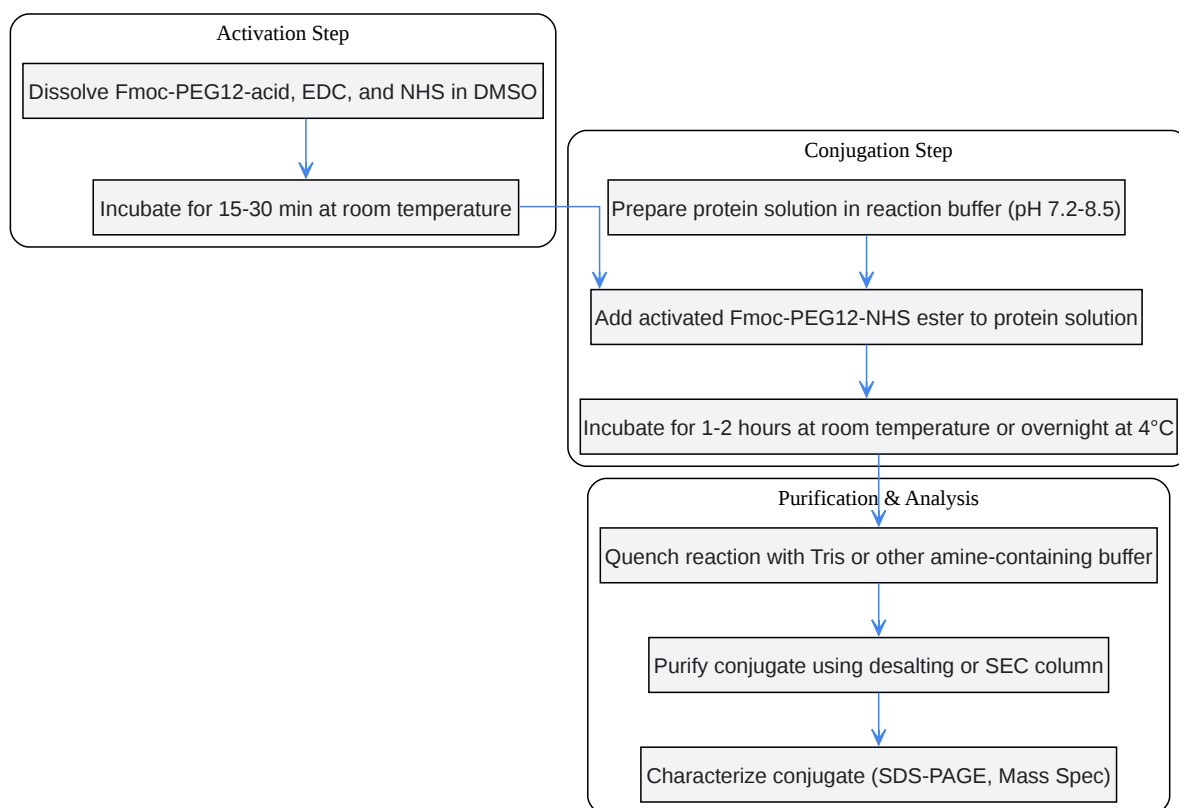 Activation Step
Dissolve Fmoc-PEG12-acid, EDC, and NHS in DMSO
Incubate for 15-30 min at room temperature
Conjugation Step
Prepare protein solution in reaction buffer (pH 7.2-8.5)
Add activated Fmoc-PEG12-NHS ester to protein solution
Incubate for 1-2 hours at room temperature or overnight at 4°C
Purification & Analysis
Quench reaction with Tris or other amine-containing buffer
Purify conjugate using desalting or SEC column
Characterize conjugate (SDS-PAGE, Mass Spec)